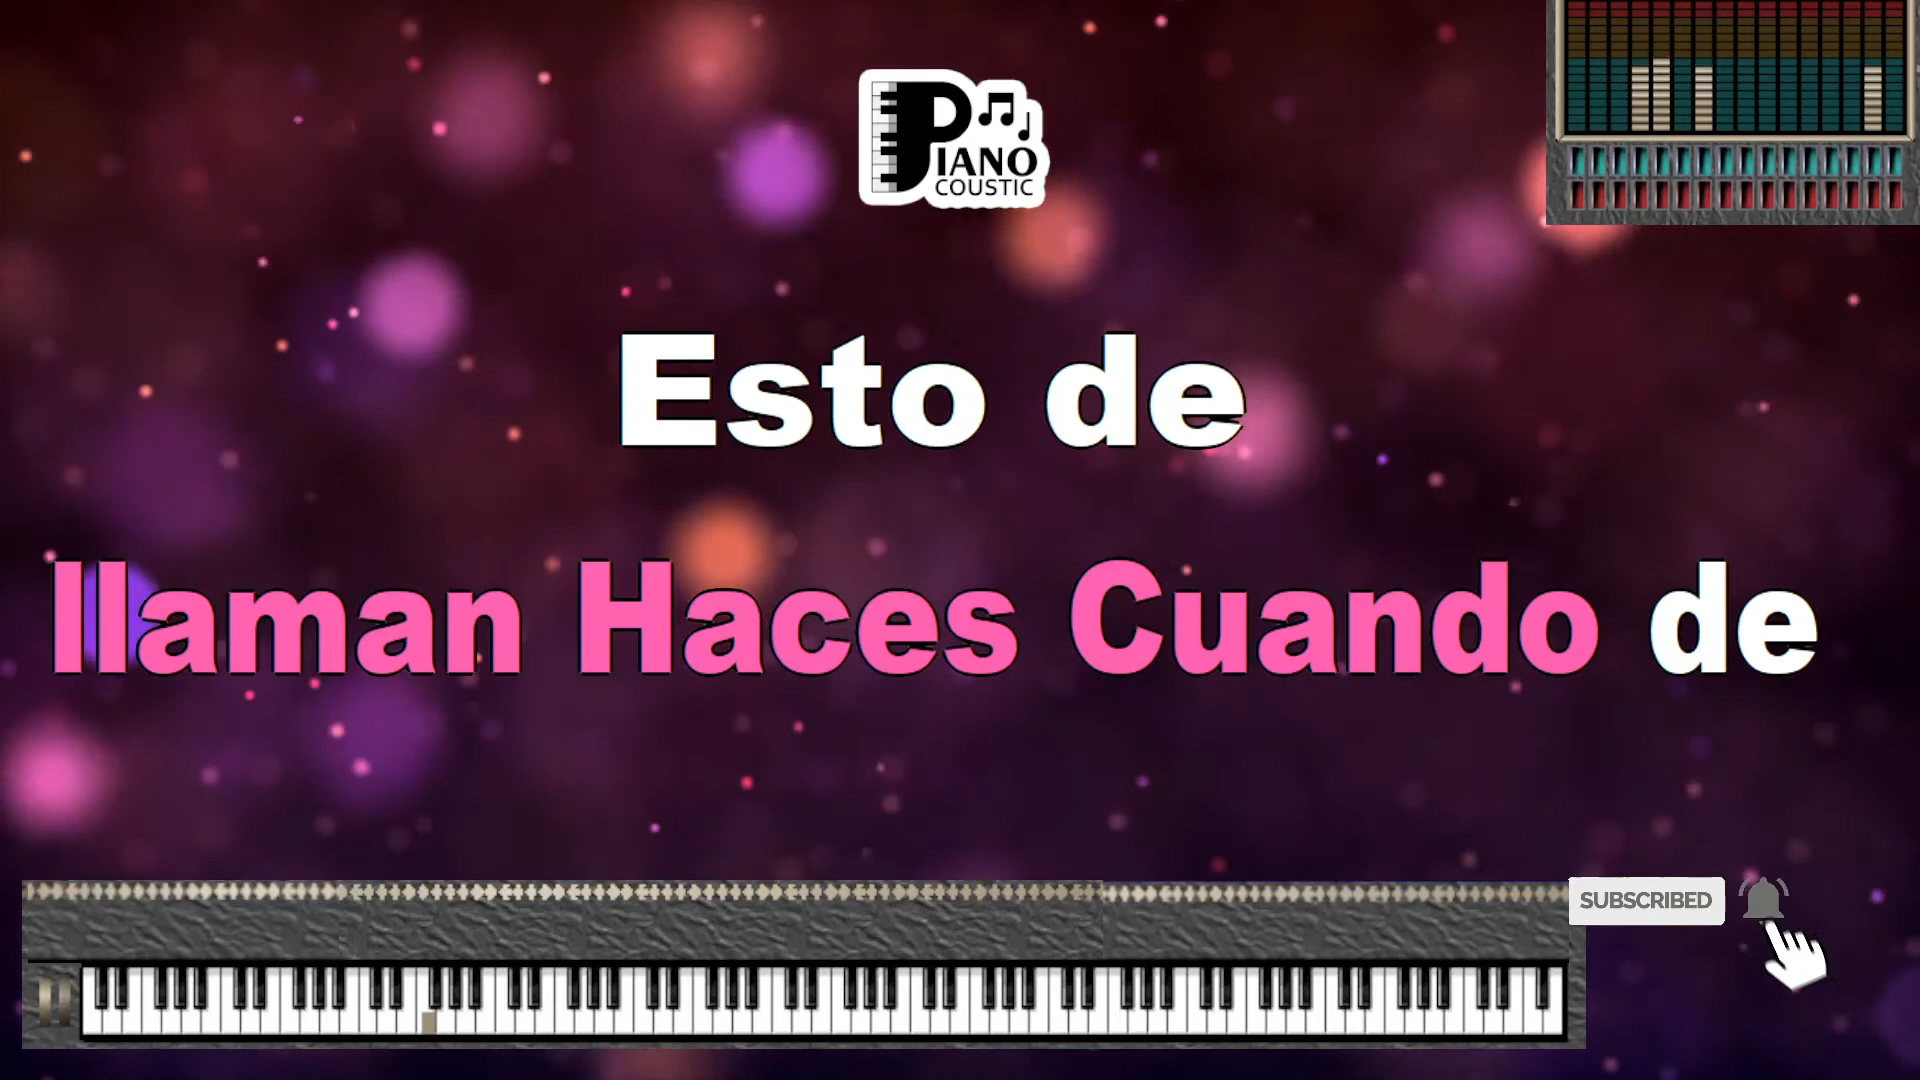 PIANO
COUSTIC
Esto de
llaman Haces Cuando de
SUBSCRIBED